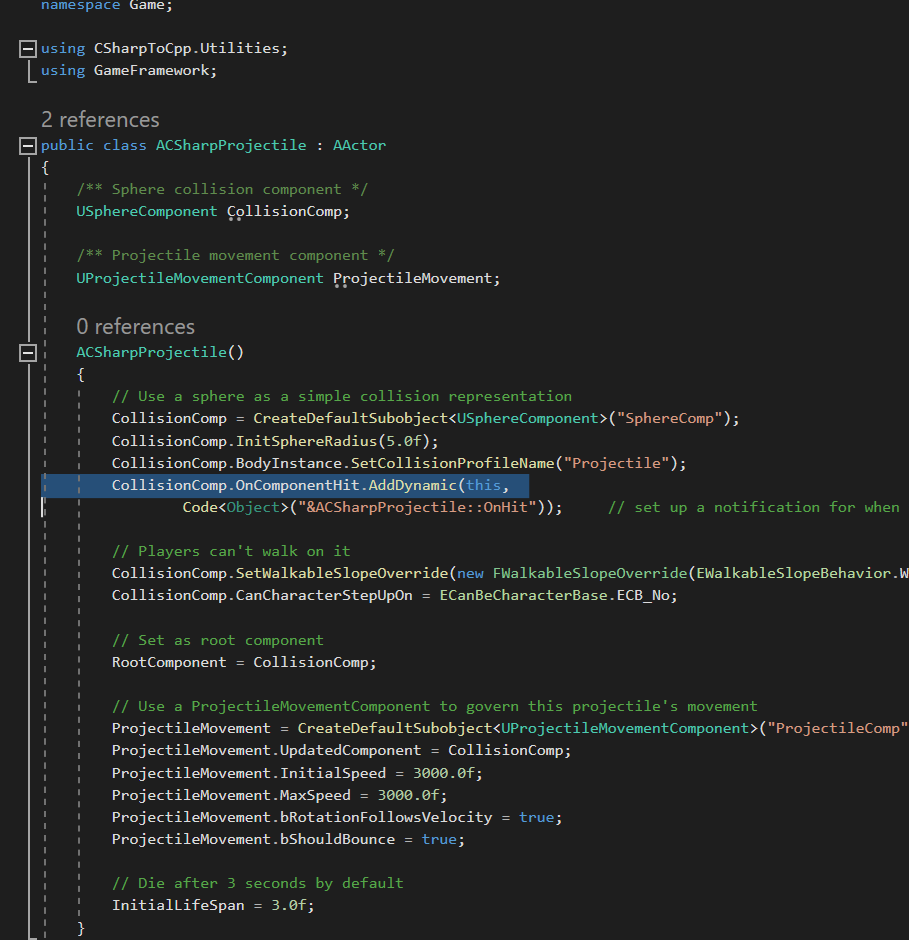 namespace Game;
using CSharpToCpp.Utilities;
using GameFramework;
2 references
public class ACSharpProjectile : AActor
{
/** Sphere collision component */
USphereComponent CollisionComp;
/** Projectile movement component */
UProjectileMovementComponent ProjectileMovement;
0 references
ACSharpProjectile()
{
// Use a sphere as a simple collision representation
CollisionComp = CreateDefaultSubobject<USphereComponent>("SphereComp");
CollisionComp.InitSphereRadius(5.0f);
CollisionComp.BodyInstance.SetCollisionProfileName("Projectile");
CollisionComp.OnComponentHit.AddDynamic(this,
Code<Object>("&ACSharpProjectile::OnHit"));     // set up a notification for when
// Players can't walk on it
CollisionComp.SetWalkableSlopeOverride(new FWalkableSlopeOverride(EWalkableSlopeBehavior.W
CollisionComp.CanCharacterStepUpOn = ECanBeCharacterBase.ECB_No;
// Set as root component
RootComponent = CollisionComp;
// Use a ProjectileMovementComponent to govern this projectile's movement
ProjectileMovement = CreateDefaultSubobject<UProjectileMovementComponent>("ProjectileComp"
ProjectileMovement.UpdatedComponent = CollisionComp;
ProjectileMovement.InitialSpeed = 3000.0f;
ProjectileMovement.MaxSpeed = 3000.0f;
ProjectileMovement.bRotationFollowsVelocity = true;
ProjectileMovement.bShouldBounce = true;
// Die after 3 seconds by default
InitialLifeSpan = 3.0f;
}